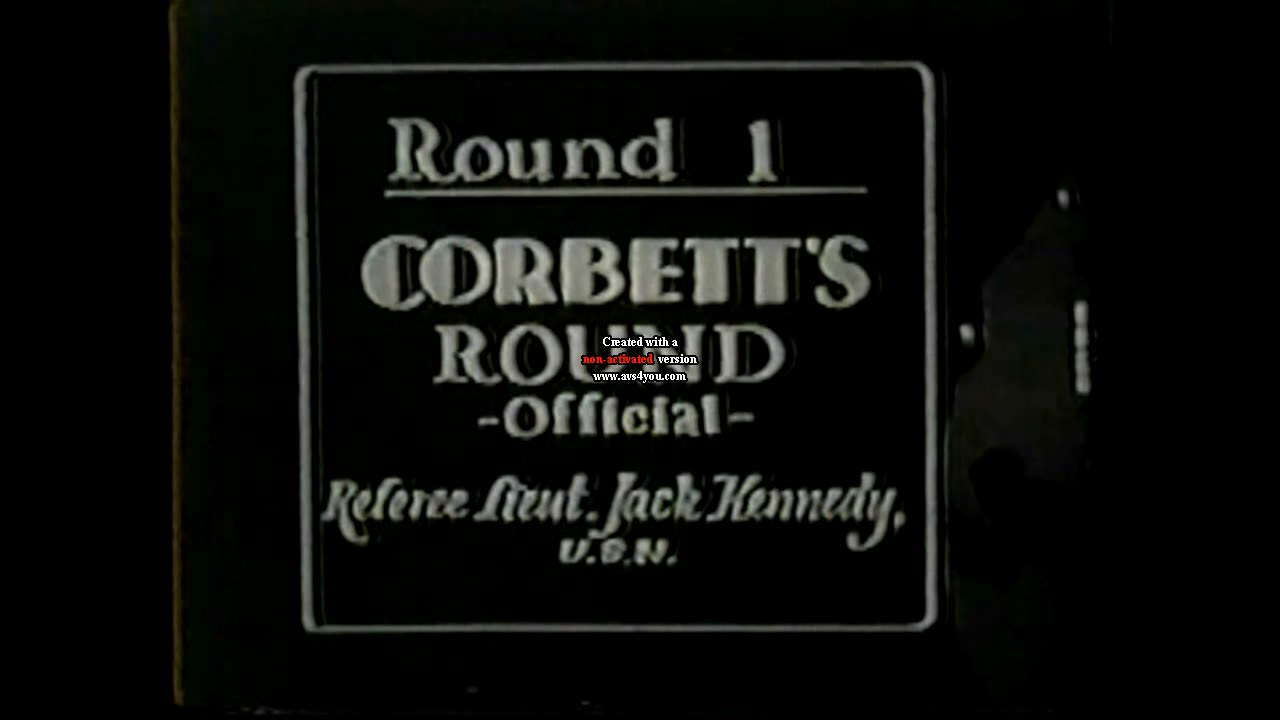 Round 1
CORBETT'S
ROUND
-Official-
Referee Lieut. Jack Kennedy,
U.S.N.
Created with a
non-activated version
www.avs4you.com